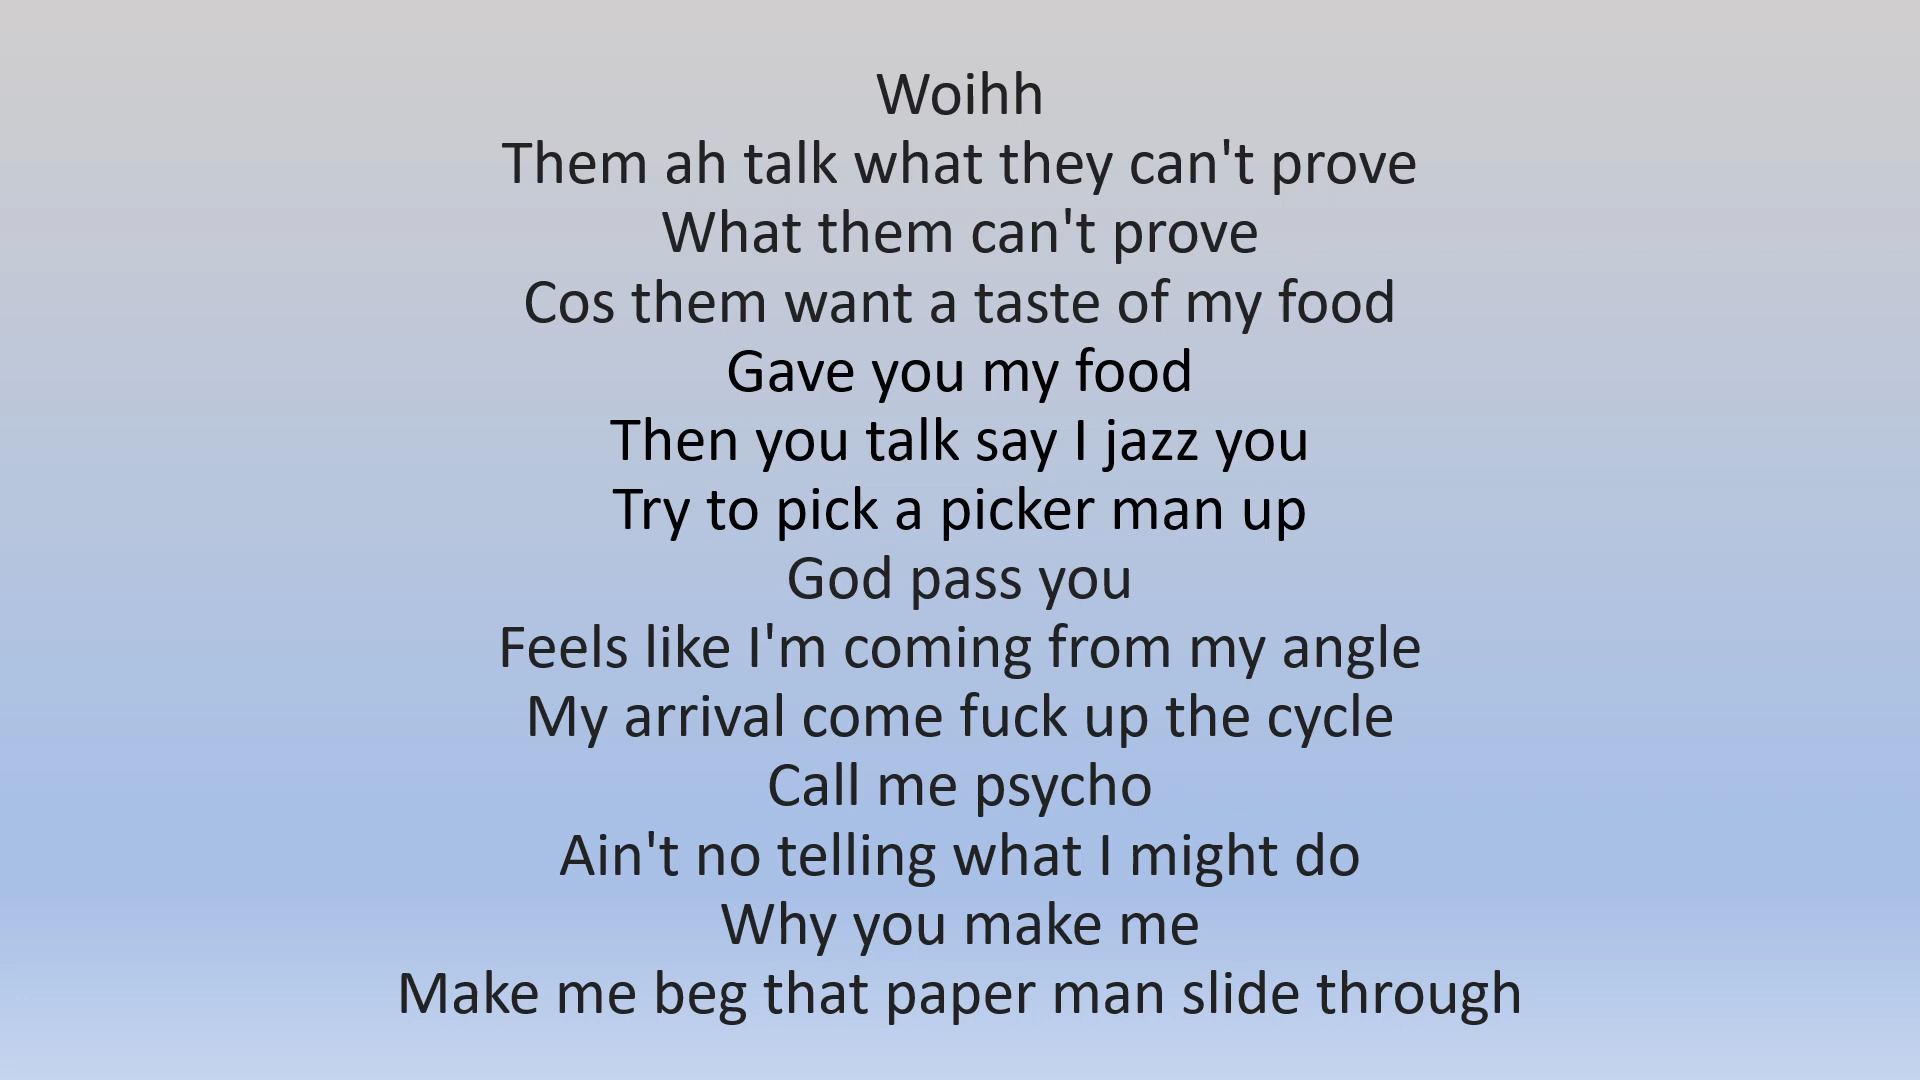 Woihh
Them ah talk what they can't prove
What them can't prove
Cos them want a taste of my food
Gave you my food
Then you talk say I jazz you
Try to pick a picker man up
God pass you
Feels like I'm coming from my angle
My arrival come fuck up the cycle
Call me psycho
Ain't no telling what I might do
Why you make me
Make me beg that paper man slide through